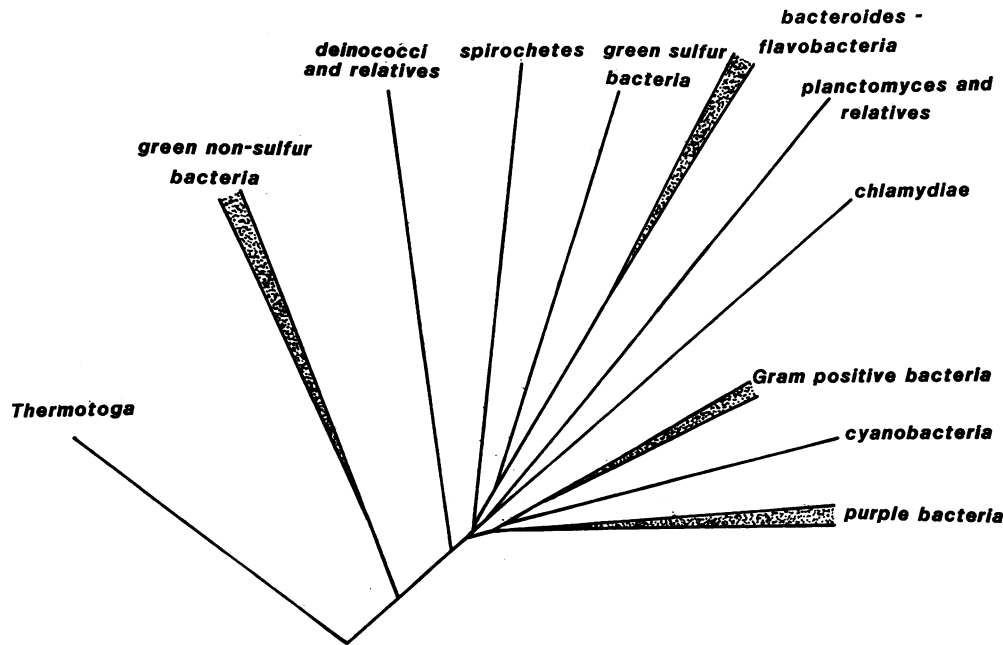 bacteroides -
flavobacteria
deinococci
and relatives
spirochetes
green sulfur
bacteria
planctomyces and
relatives
green non-sulfur
bacteria
chlamydiae
Gram positive bacteria
Thermotoga
cyanobacteria
purple bacteria